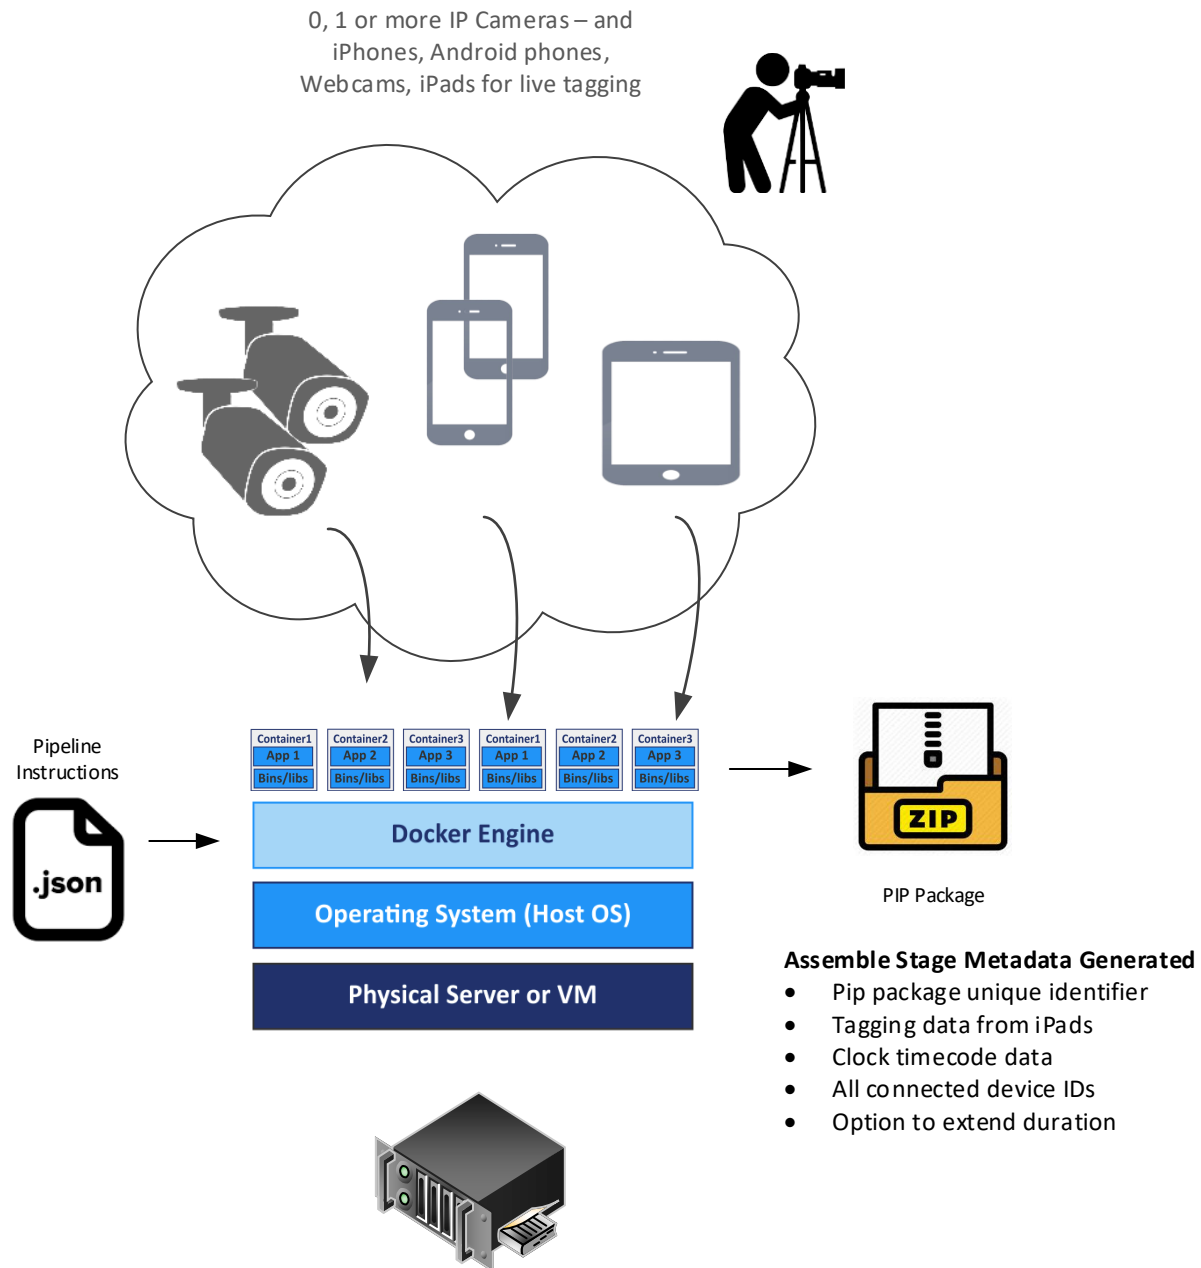 0, 1 or more IP Cameras – and
iPhones, Android phones,
Webcams, iPads for live tagging
Pipeline
Instructions
.json
Container1
App 1
Bins/libs
Container2
App 2
Bins/libs
Container3
App 3
Bins/libs
Container1
App 1
Bins/libs
Container2
App 2
Bins/libs
Container3
App 3
Bins/libs
Docker Engine
Operating System (Host OS)
Physical Server or VM
ZIP
PIP Package
Assemble Stage Metadata Generated
• Pip package unique identifier
• Tagging data from iPads
• Clock timecode data
• All connected device IDs
• Option to extend duration